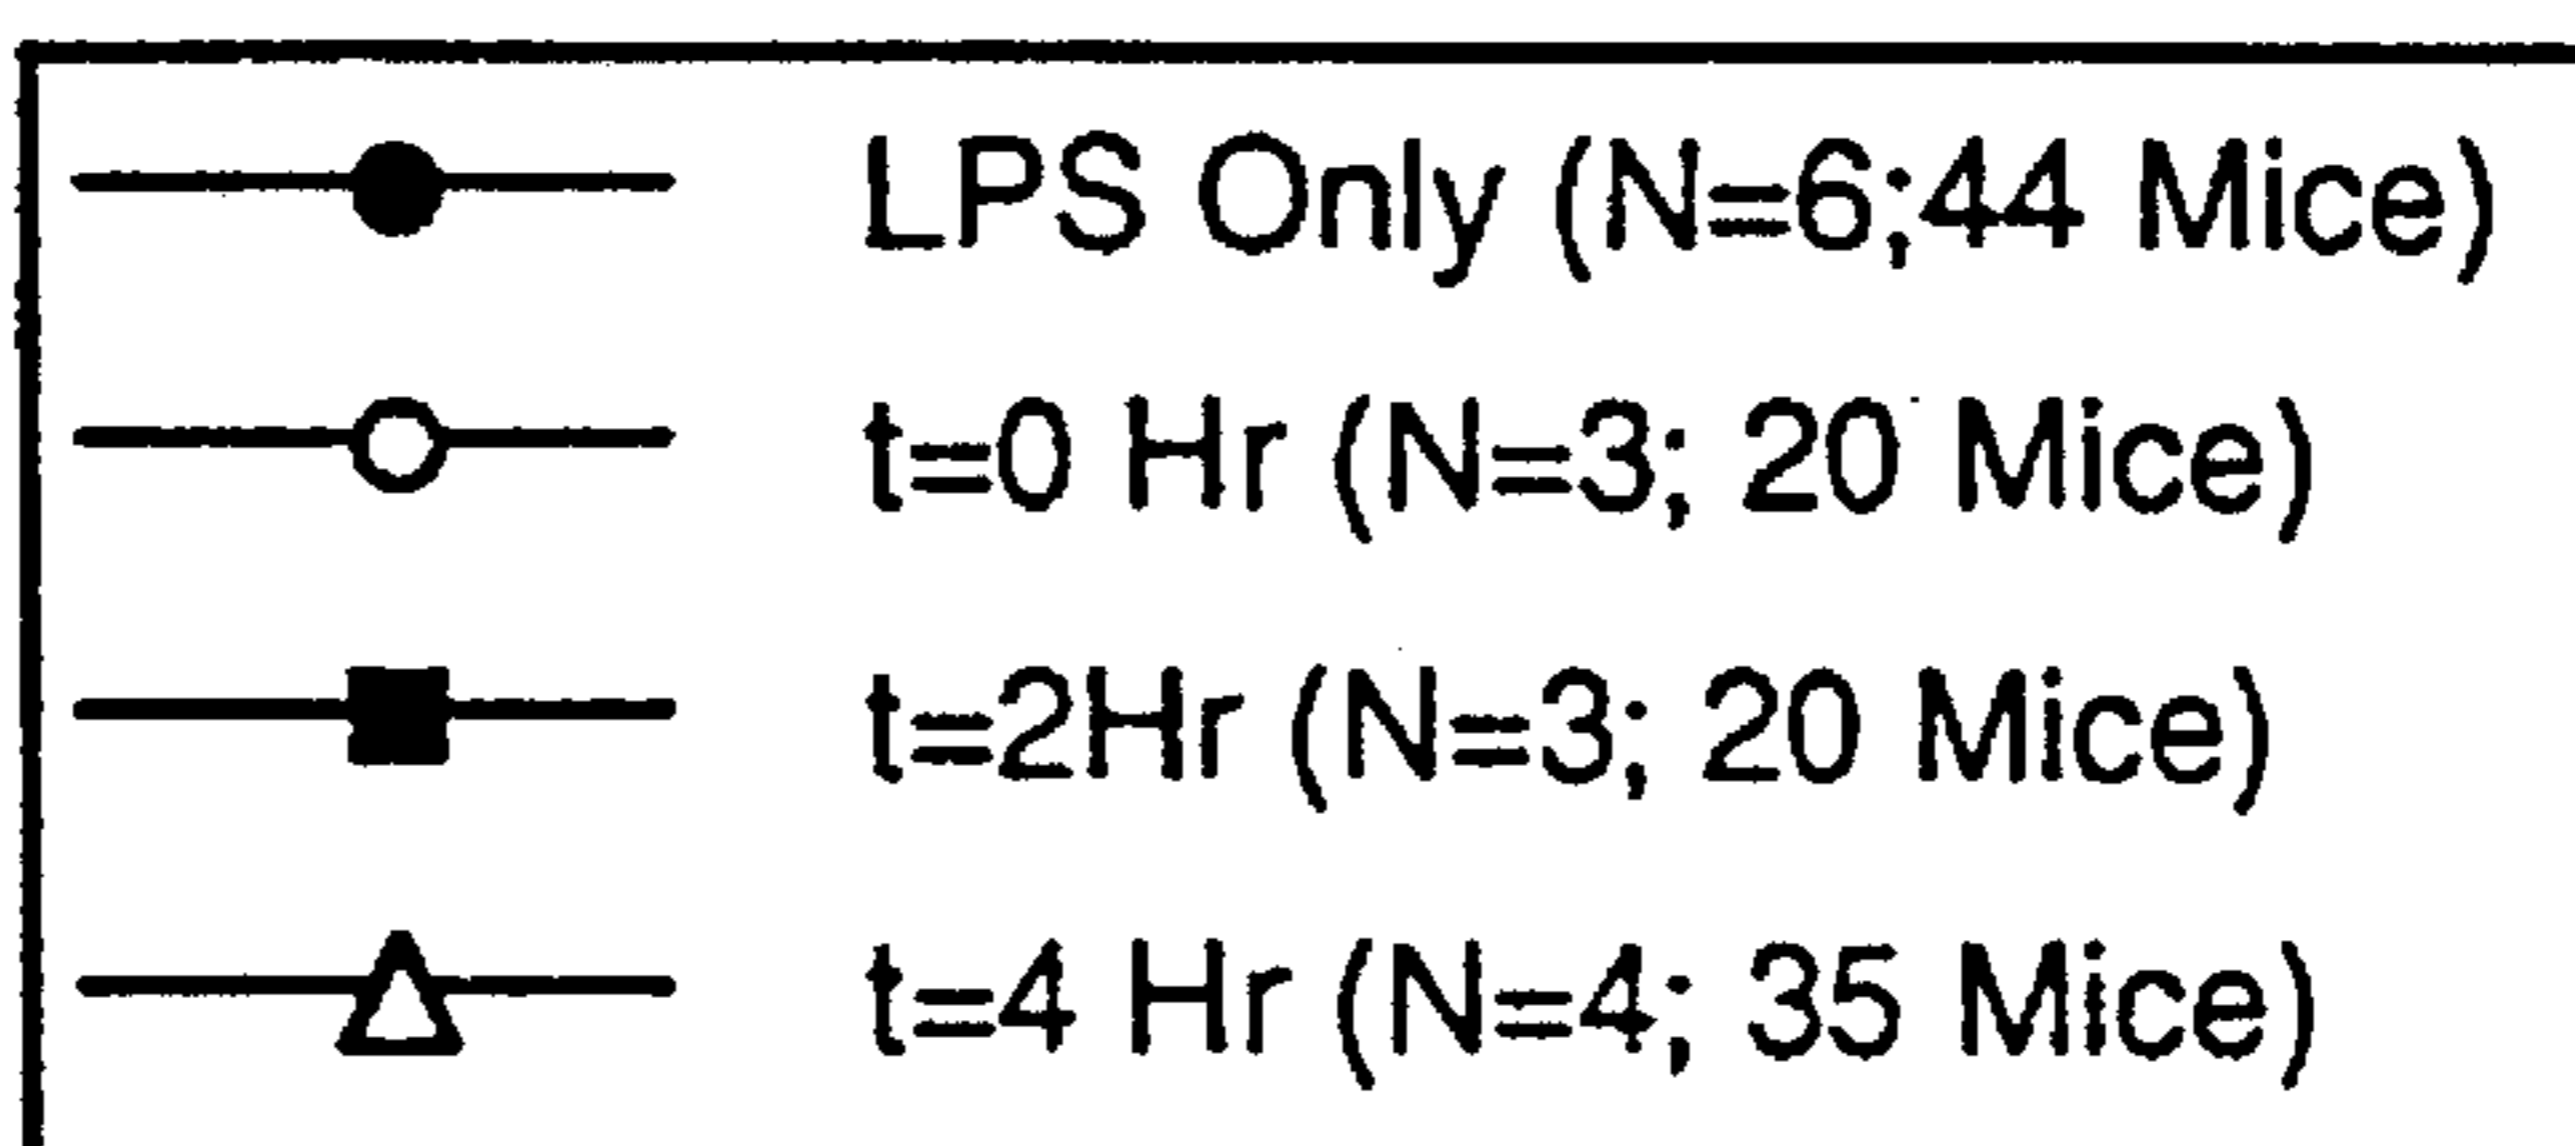 LPS Only (N=6;44 Mice)
t=0 Hr (N=3; 20 Mice)
t=2Hr (N=3; 20 Mice)
t=4 Hr (N=4; 35 Mice)